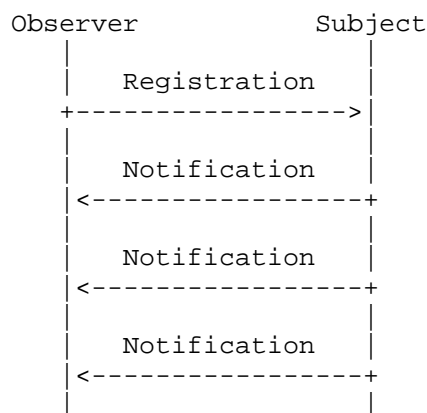 Observer Subject
Registration
Notification
Notification
Notification